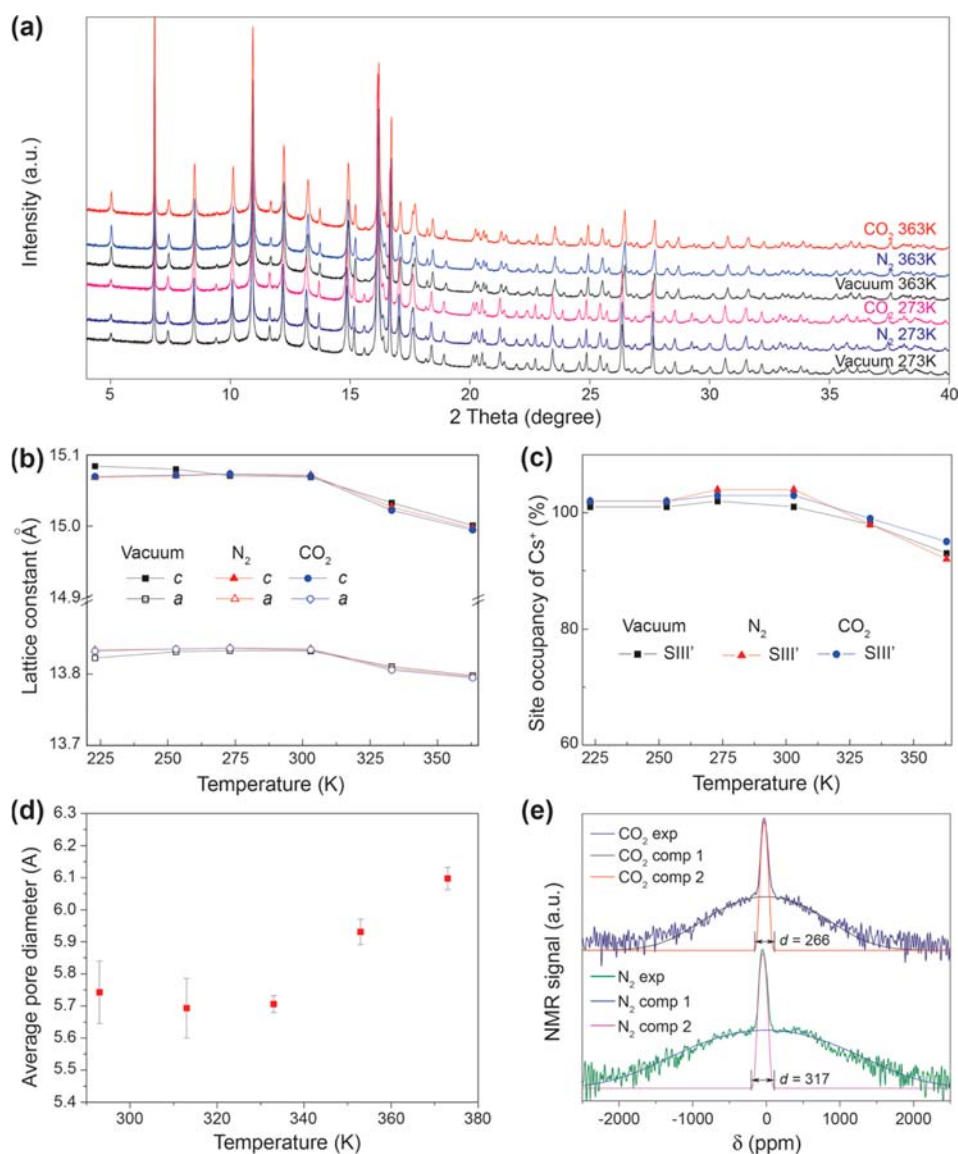 (a)
Intensity (a.u.)
CO2 363K
N2 363K
Vacuum 363K
CO2 273K
N2 273K
Vacuum 273K
5 10 15 20 25 30 35 40
2 Theta (degree)
(b)
15.1
15.0
14.9
13.8
13.7
Lattice constant (Å)
Vacuum N2 CO2
c c c
a a a
225 250 275 300 325 350
Temperature (K)
(c)
100
80
60
Site occupancy of Cs+ (%)
Vacuum N2 CO2
SIII' SIII' SIII'
225 250 275 300 325 350
Temperature (K)
(d)
6.3
6.2
6.1
6.0
5.9
5.8
5.7
5.6
5.5
5.4
Average pore diameter (A)
300 320 340 360 380
Temperature (K)
(e)
NMR signal (a.u.)
CO2 exp
CO2 comp 1
CO2 comp 2
d = 266
N2 exp
N2 comp 1
N2 comp 2
d = 317
-2000 -1000 0 1000 2000
δ (ppm)